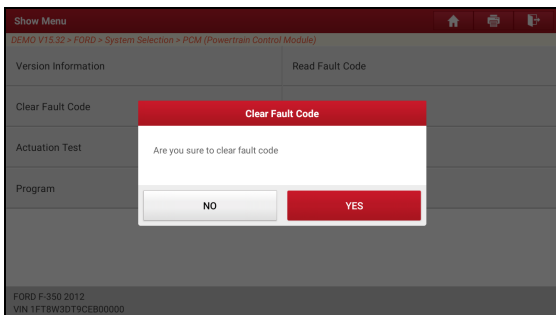 Show Menu
DEMO V15.32 > FORD > System Selection > PCM (Powertrain Control Module)
Version Information
Read Fault Code
Clear Fault Code
Clear Fault Code
Actuation Test
Are you sure to clear fault code
Program
NO
YES
FORD F-350 2012
VIN 1FT8W3DT9CEB00000